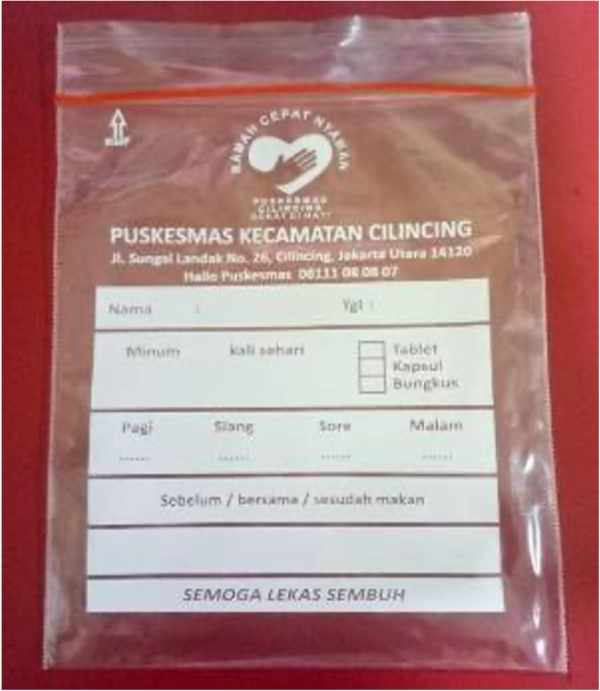 RAMAH CEPAT NYAMAN
PUSKESMAS
CILINCING
DEKAT DI HATI
PUSKESMAS KECAMATAN CILINCING
Jl. Sungai Landak No. 26, Cilincing, Jakarta Utara 14120
Hallo Puskesmas 08111 08 08 07
Nama : Tgl :
Minum kali sehari Tablet
Kapsul
Bungkus
Pagi Siang Sore Malam
...... ...... ...... ......
Sebelum / bersama / sesudah makan
SEMOGA LEKAS SEMBUH